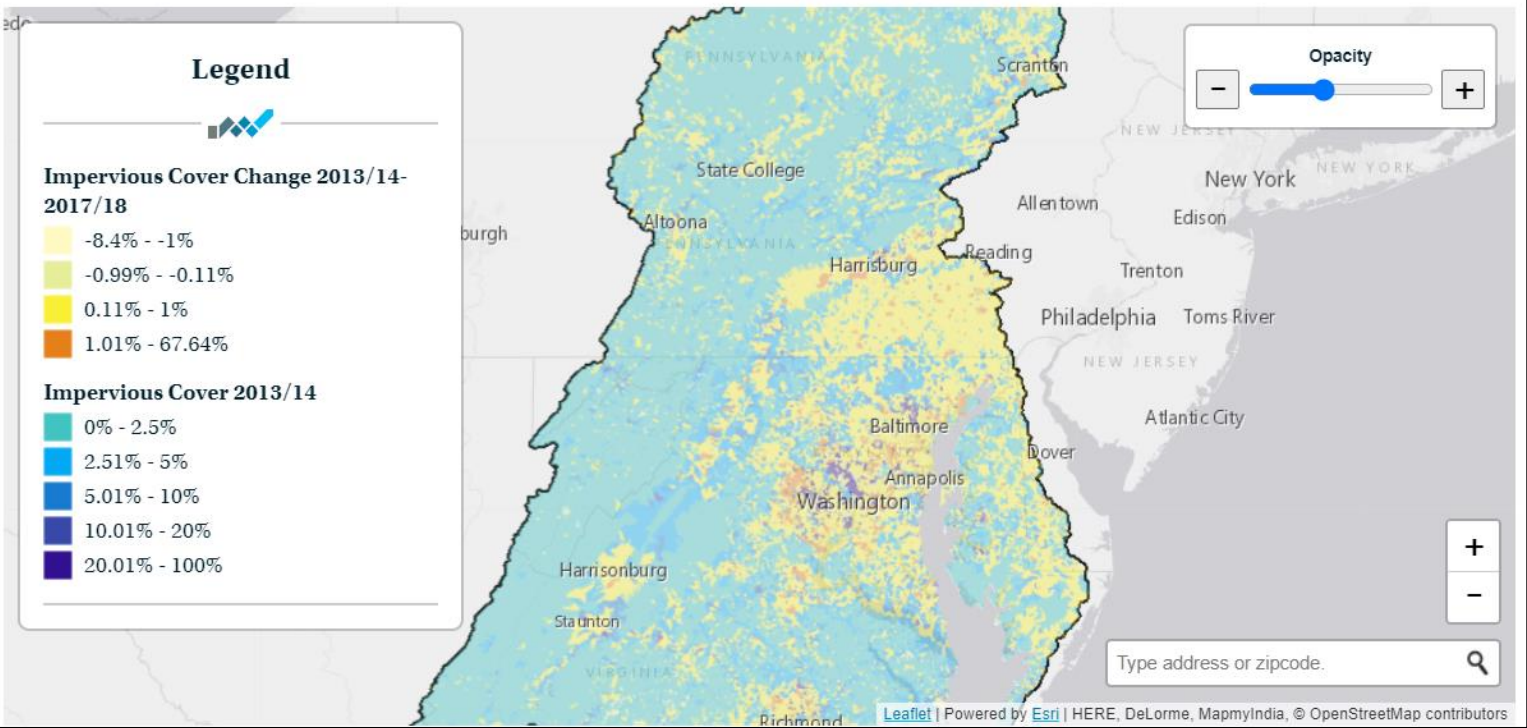 Legend
Impervious Cover Change 2013/14-
2017/18
-8.4% - -1%
-0.99% - -0.11%
0.11% - 1%
1.01% - 67.64%
Impervious Cover 2013/14
0% - 2.5%
2.51% - 5%
5.01% - 10%
10.01% - 20%
20.01% - 100%
Opacity
−
+
PENNSYLVANIA
Scranton
NEW JERSEY
NEW YORK
State College
New York
Allentown
Edison
Altoona
burgh
PENNSYLVANIA
Harrisburg
Reading
Trenton
Philadelphia
Toms River
NEW JERSEY
Baltimore
Atlantic City
Dover
Annapolis
Washington
Harrisonburg
Staunton
VIRGINIA
Richmond
+
−
Type address or zipcode.
Leaflet | Powered by Esri | HERE, DeLorme, MapmyIndia, © OpenStreetMap contributors